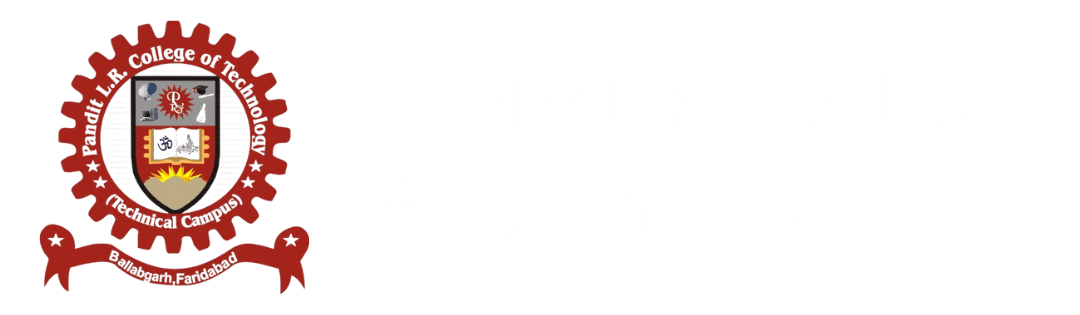 Pandit L.R. College of Technology
(Technical Campus)
ॐ
Ballabgarh,Faridabad